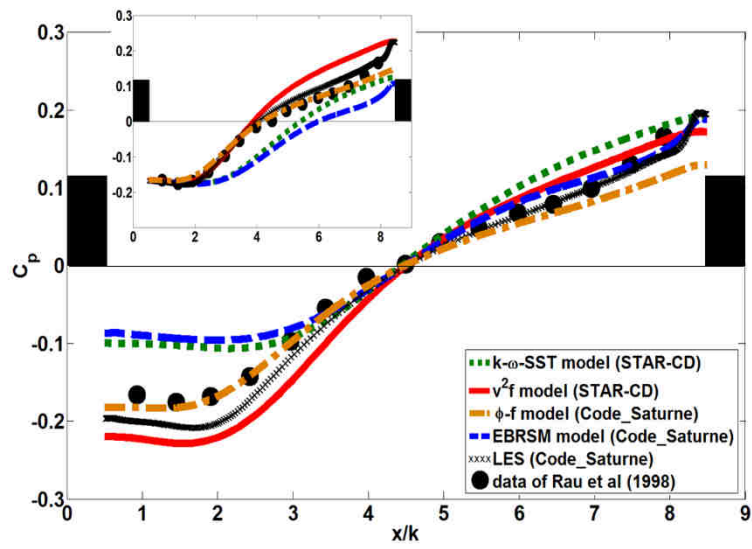 0.3
0.2
0.1
0
-0.1
-0.2
-0.3
C_p
0 1 2 3 4 5 6 7 8 9
x/k
0.3
0.2
0.1
0
-0.1
-0.2
0 2 4 6 8
k-ω-SST model (STAR-CD)
v²f model (STAR-CD)
ϕ-f model (Code_Saturne)
EBRSM model (Code_Saturne)
LES (Code_Saturne)
data of Rau et al (1998)